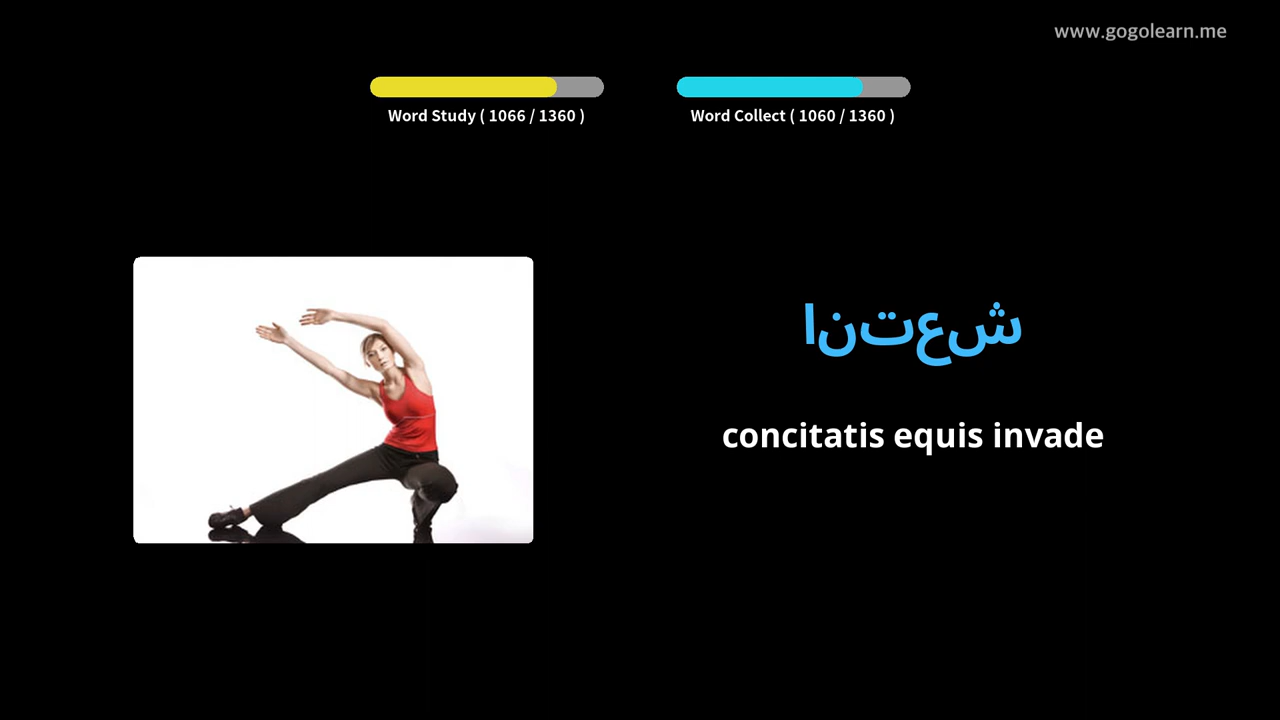 www.gogolearn.me
Word Study ( 1066 / 1360 )
Word Collect ( 1060 / 1360 )
انتعش
concitatis equis invade